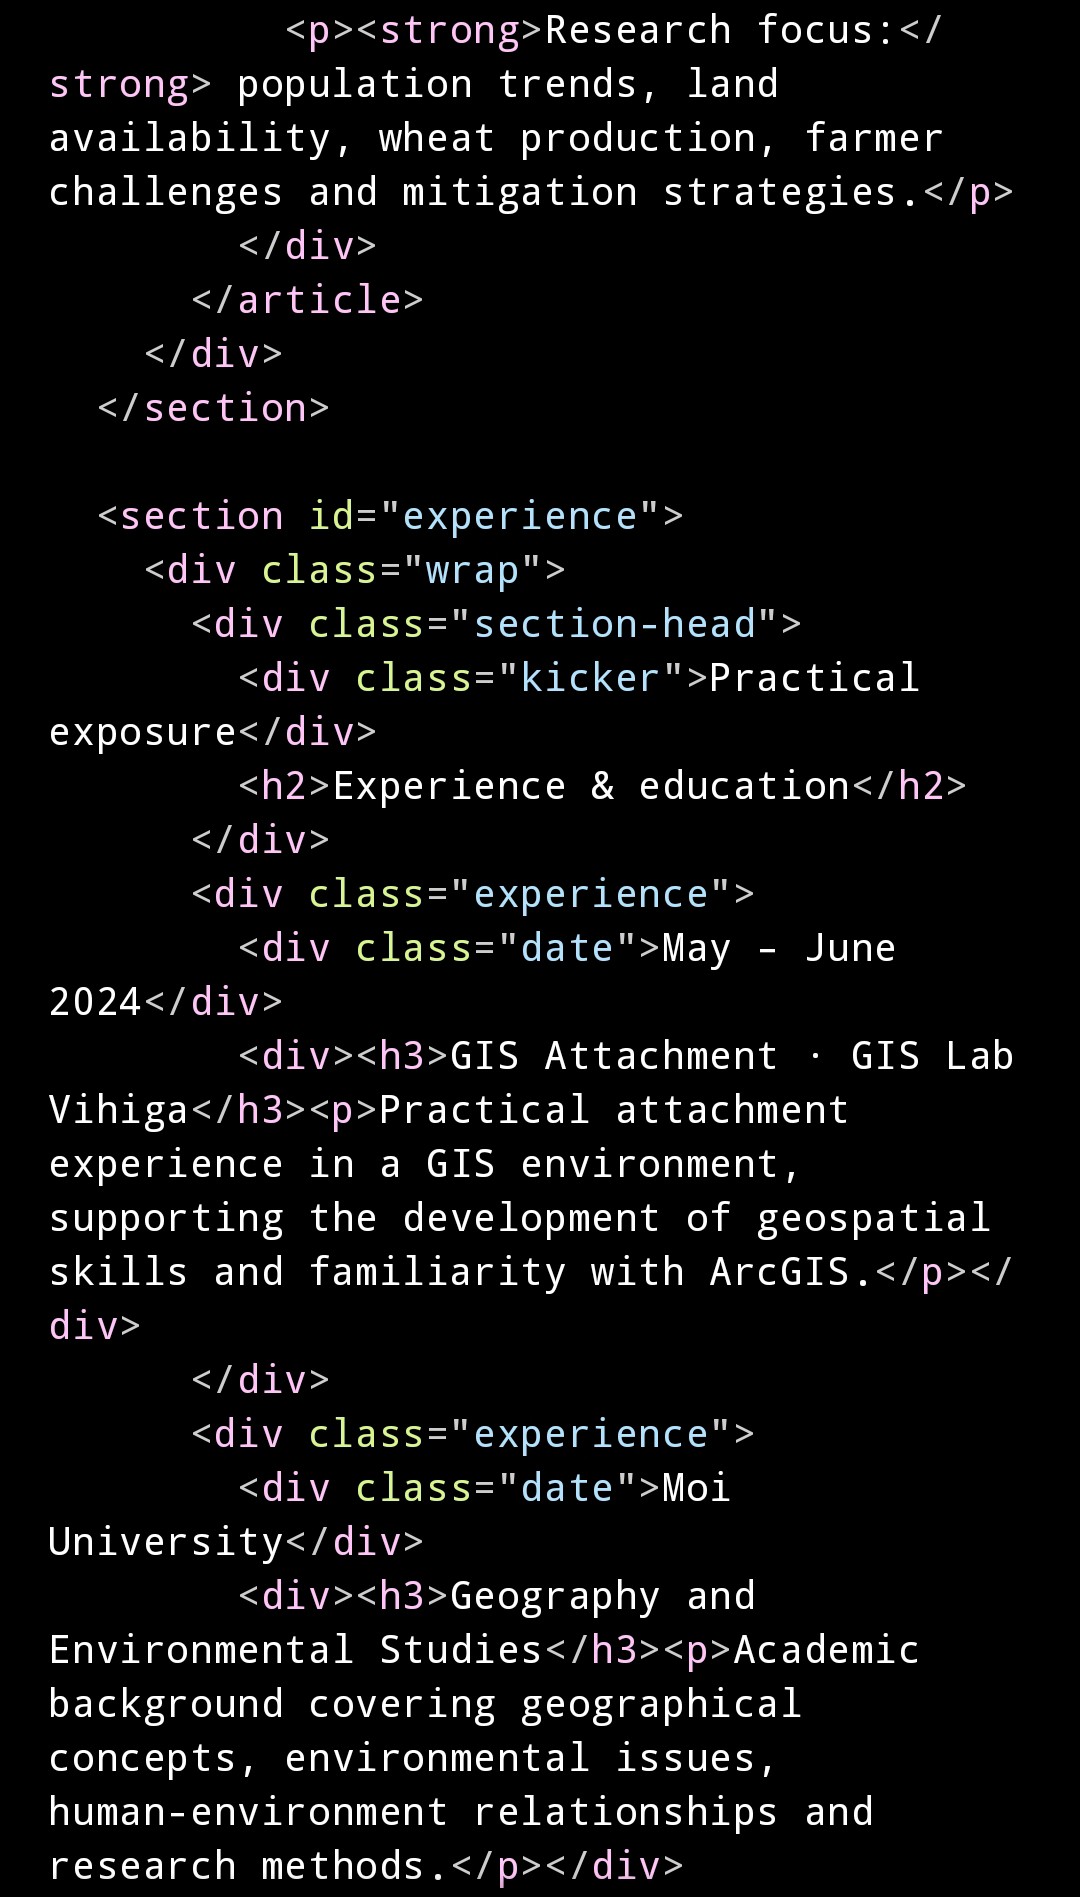 <p><strong>Research focus:</
strong> population trends, land
availability, wheat production, farmer
challenges and mitigation strategies.</p>
</div>
</article>
</div>
</section>
<section id="experience">
<div class="wrap">
<div class="section-head">
<div class="kicker">Practical
exposure</div>
<h2>Experience & education</h2>
</div>
<div class="experience">
<div class="date">May – June
2024</div>
<div><h3>GIS Attachment · GIS Lab
Vihiga</h3><p>Practical attachment
experience in a GIS environment,
supporting the development of geospatial
skills and familiarity with ArcGIS.</p></
div>
</div>
<div class="experience">
<div class="date">Moi
University</div>
<div><h3>Geography and
Environmental Studies</h3><p>Academic
background covering geographical
concepts, environmental issues,
human-environment relationships and
research methods.</p></div>